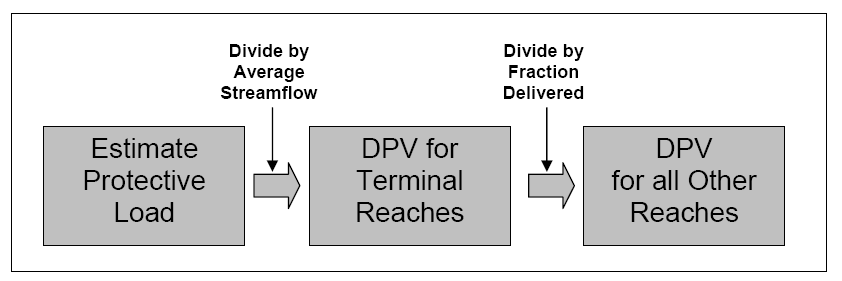 Divide by
Average
Streamflow
Divide by
Fraction
Delivered
Estimate
Protective
Load
DPV for
Terminal
Reaches
DPV
for all Other
Reaches